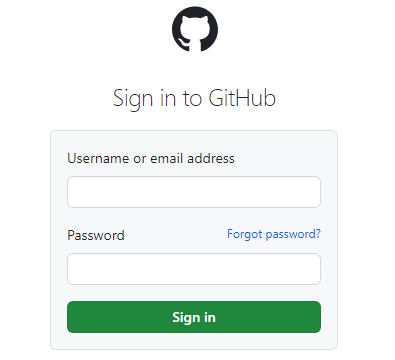 Sign in to GitHub
Username or email address
Password Forgot password?
Sign in